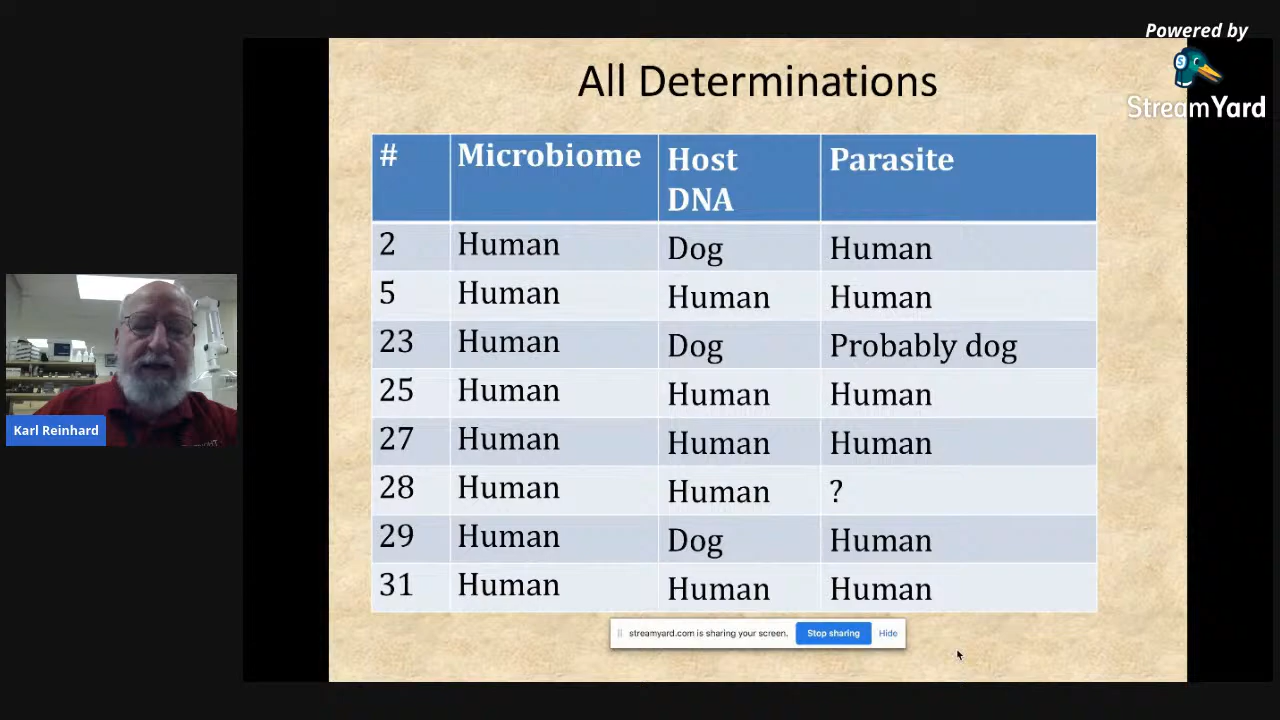 Powered by
StreamYard
All Determinations
# Microbiome Host DNA Parasite
2 Human Dog Human
5 Human Human Human
23 Human Dog Probably dog
25 Human Human Human
27 Human Human Human
28 Human Human ?
29 Human Dog Human
31 Human Human Human
Karl Reinhard
streamyard.com is sharing your screen. Stop sharing Hide